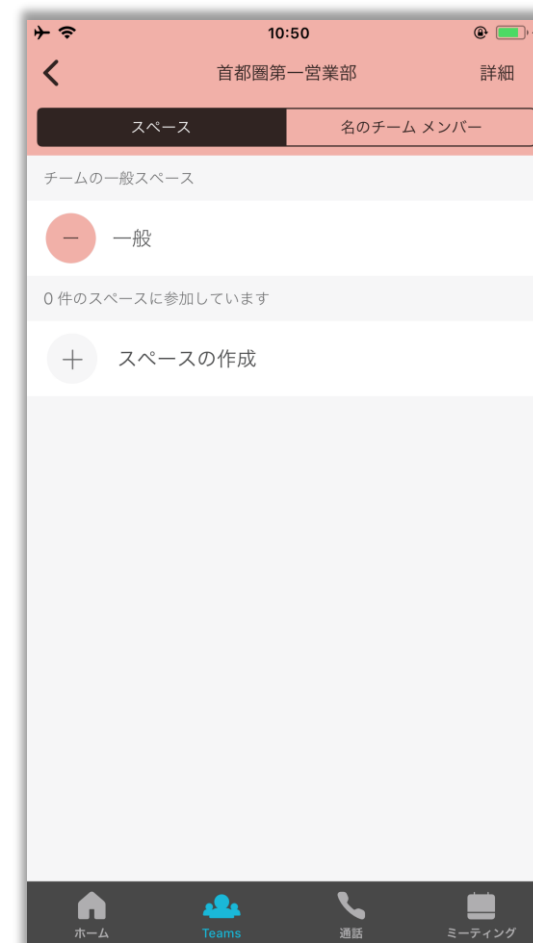 10:50
首都圏第一営業部 詳細
スペース 名のチーム メンバー
チームの一般スペース
一 一般
0 件のスペースに参加しています
スペースの作成
ホーム Teams 通話 ミーティング